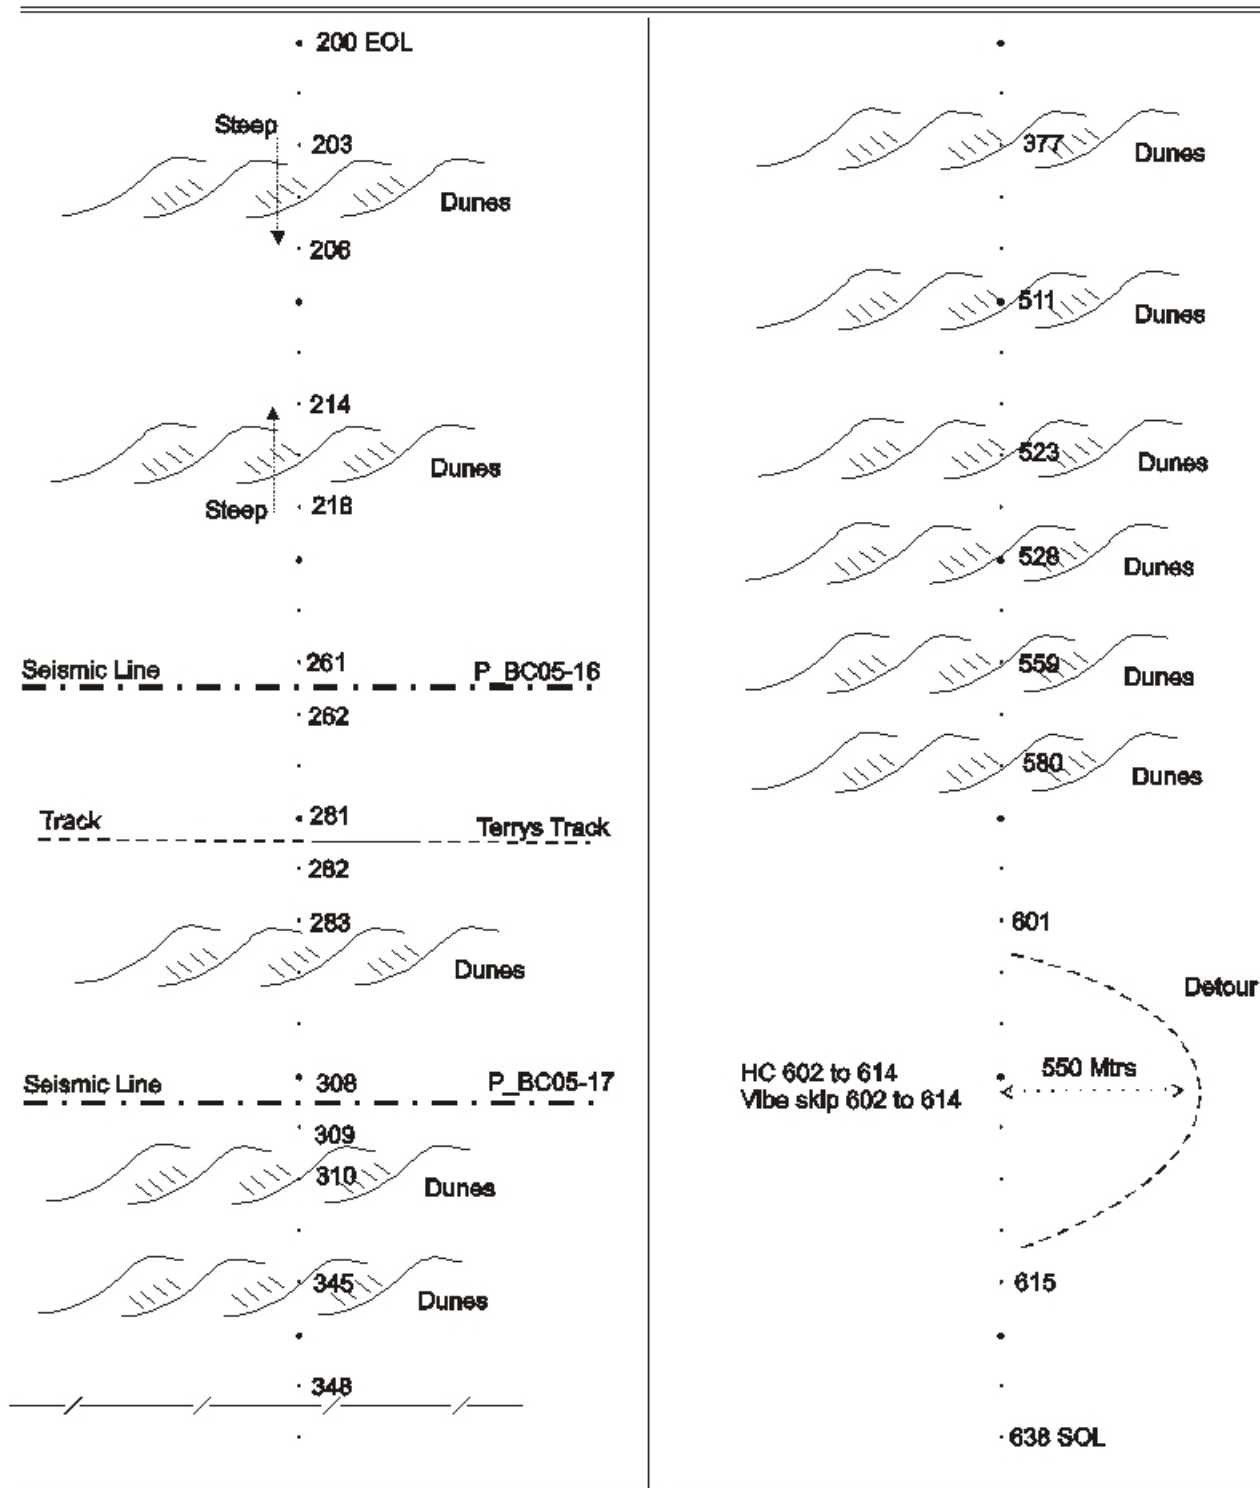 200 EOL
Steep
203
Dunes
206
214
Dunes
Steep
218
Seismic Line
261
P_BC05-16
262
Track
281
Terrys Track
282
283
Dunes
Seismic Line
308
P_BC05-17
309
310
Dunes
345
Dunes
348
377
Dunes
511
Dunes
523
Dunes
528
Dunes
559
Dunes
580
Dunes
601
Detour
550 Mtrs
HC 602 to 614
Vibe skip 602 to 614
615
638 SOL